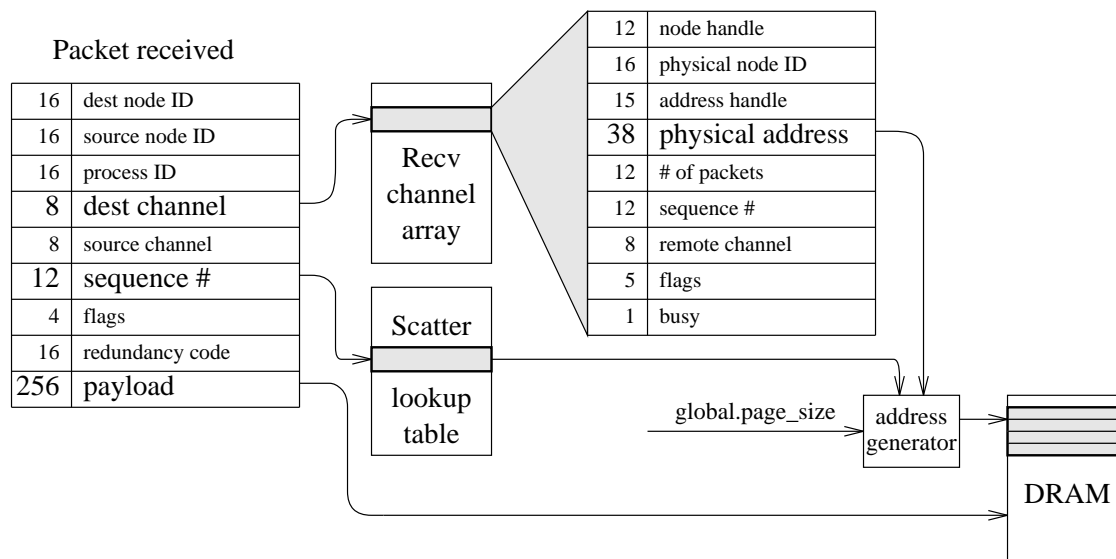 Packet received
16 dest node ID
16 source node ID
16 process ID
8 dest channel
8 source channel
12 sequence #
4 flags
16 redundancy code
256 payload
Recv
channel
array
Scatter
lookup
table
12 node handle
16 physical node ID
15 address handle
38 physical address
12 # of packets
12 sequence #
8 remote channel
5 flags
1 busy
global.page_size
address
generator
DRAM